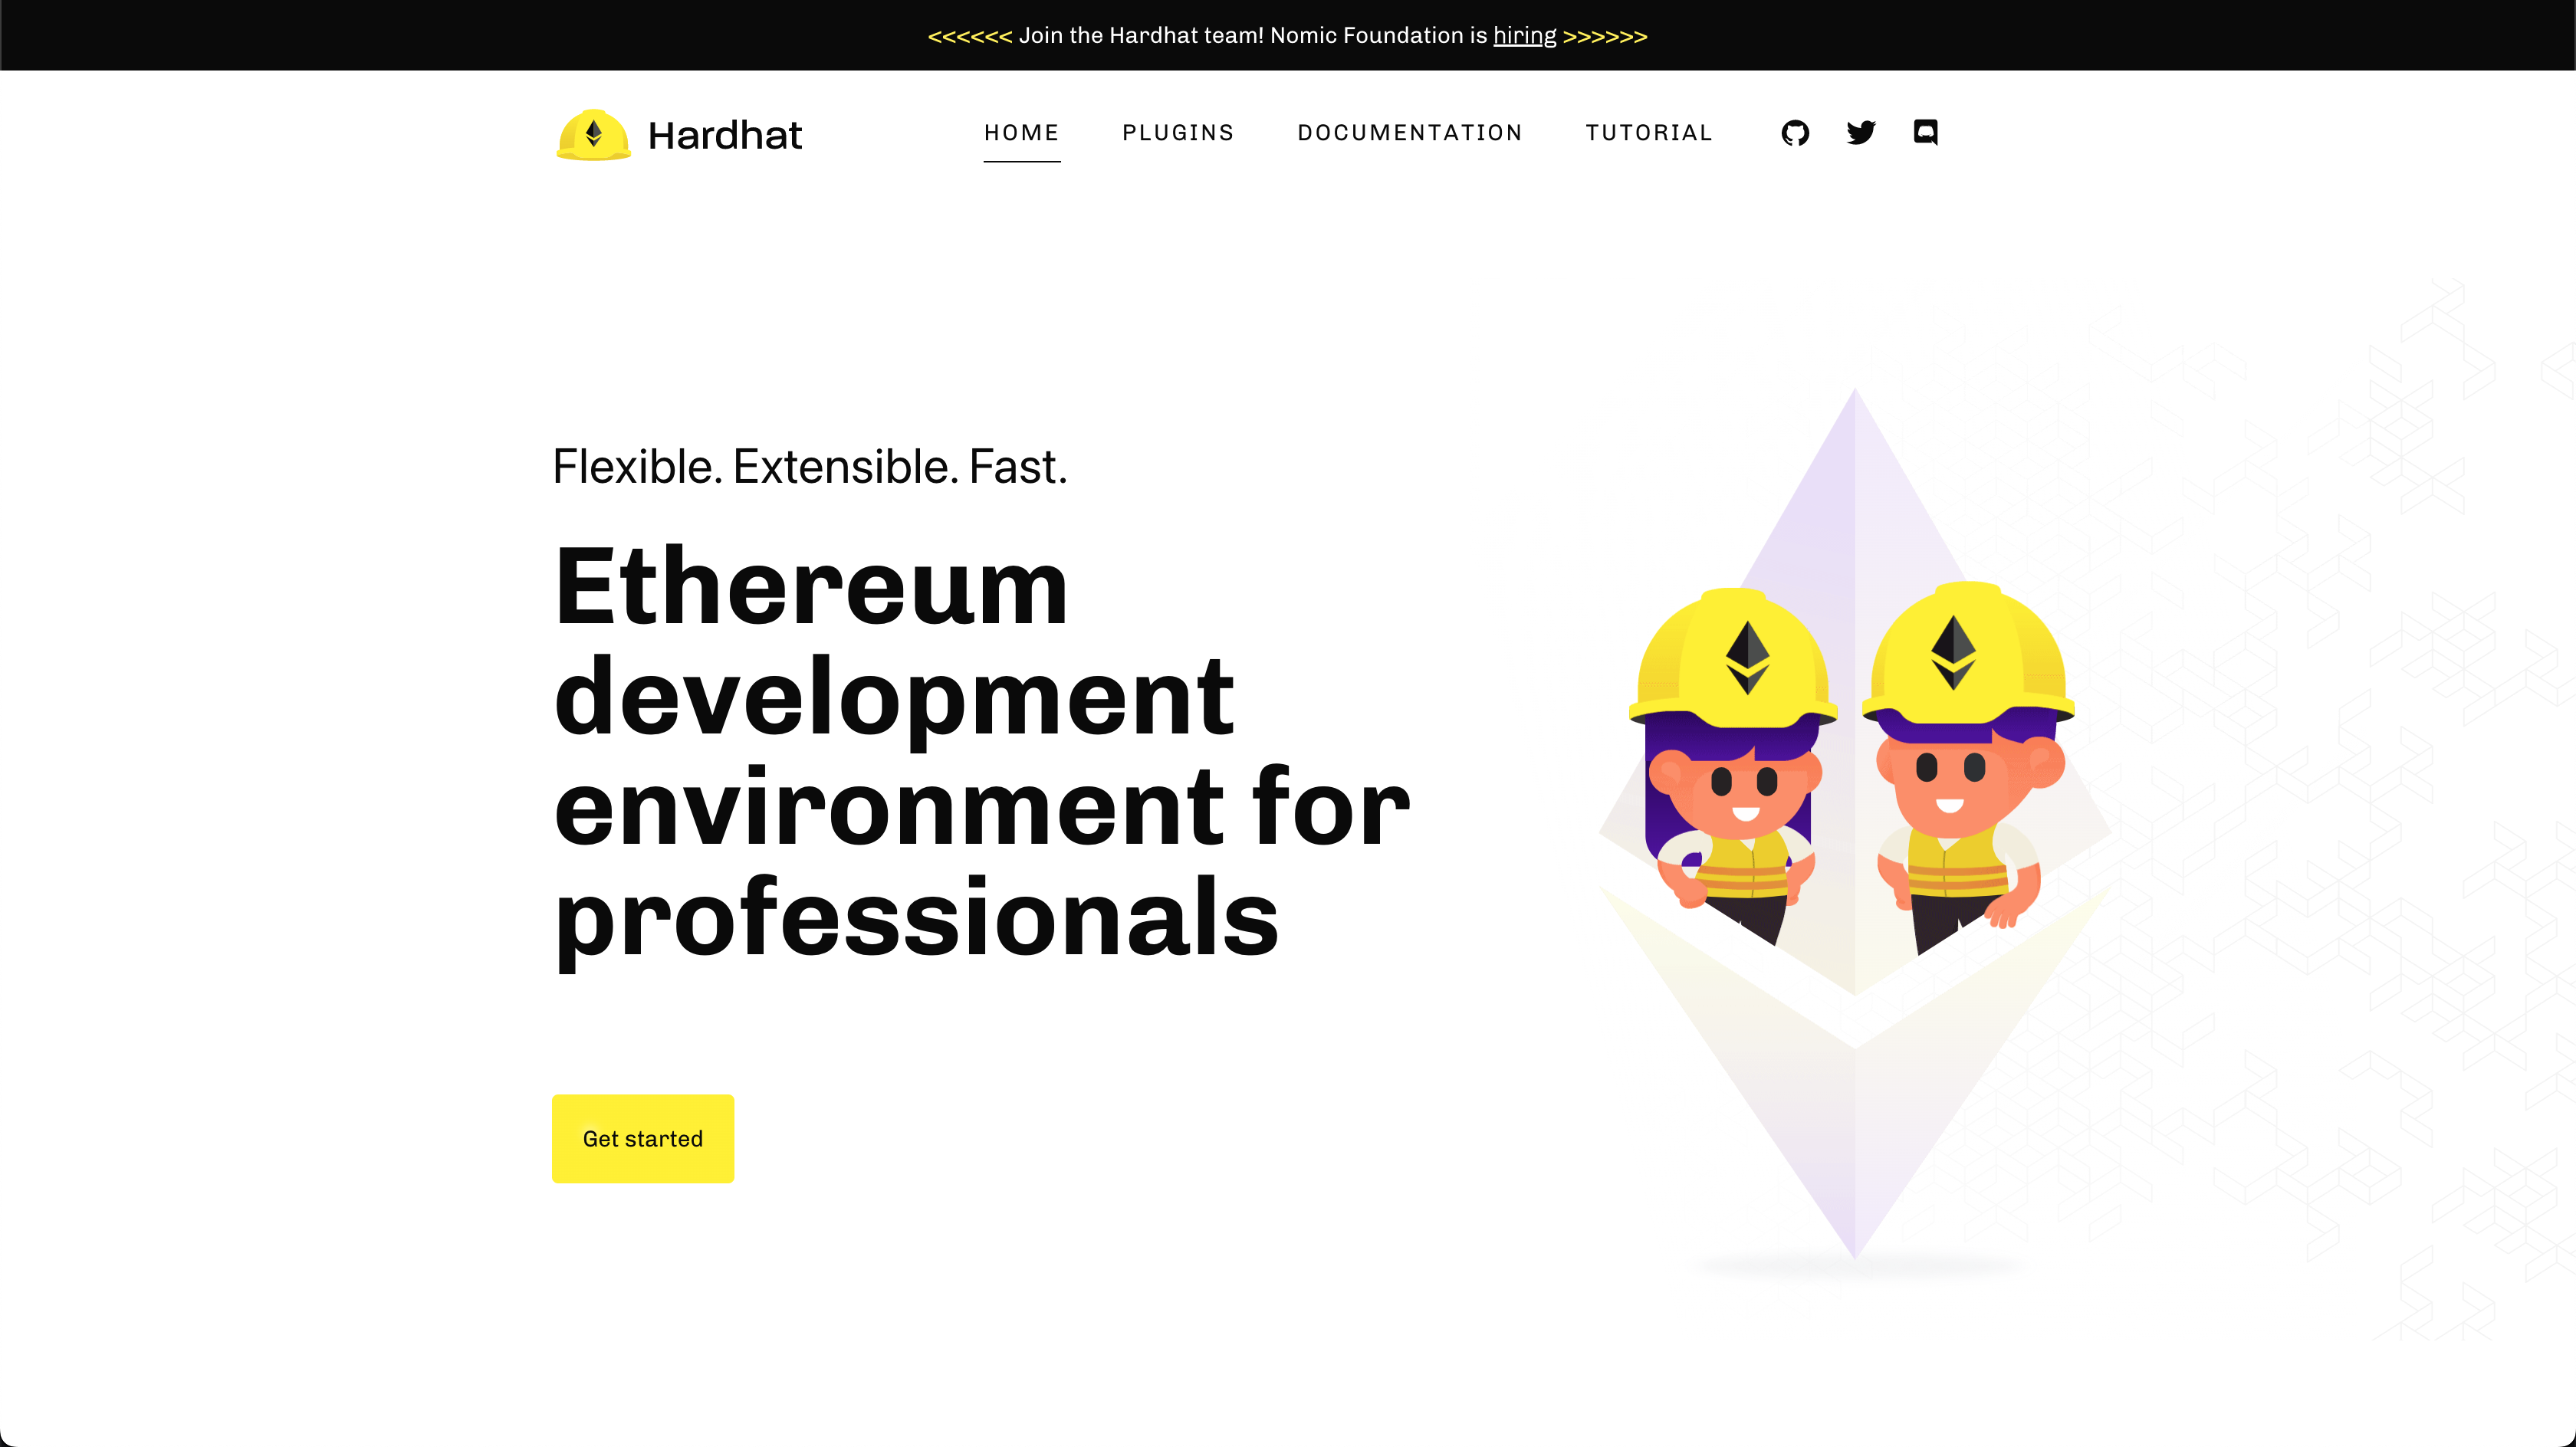 <<<<<< Join the Hardhat team! Nomic Foundation is hiring >>>>>>
Hardhat
HOME
PLUGINS
DOCUMENTATION
TUTORIAL
Flexible. Extensible. Fast.
Ethereum
development
environment for
professionals
Get started